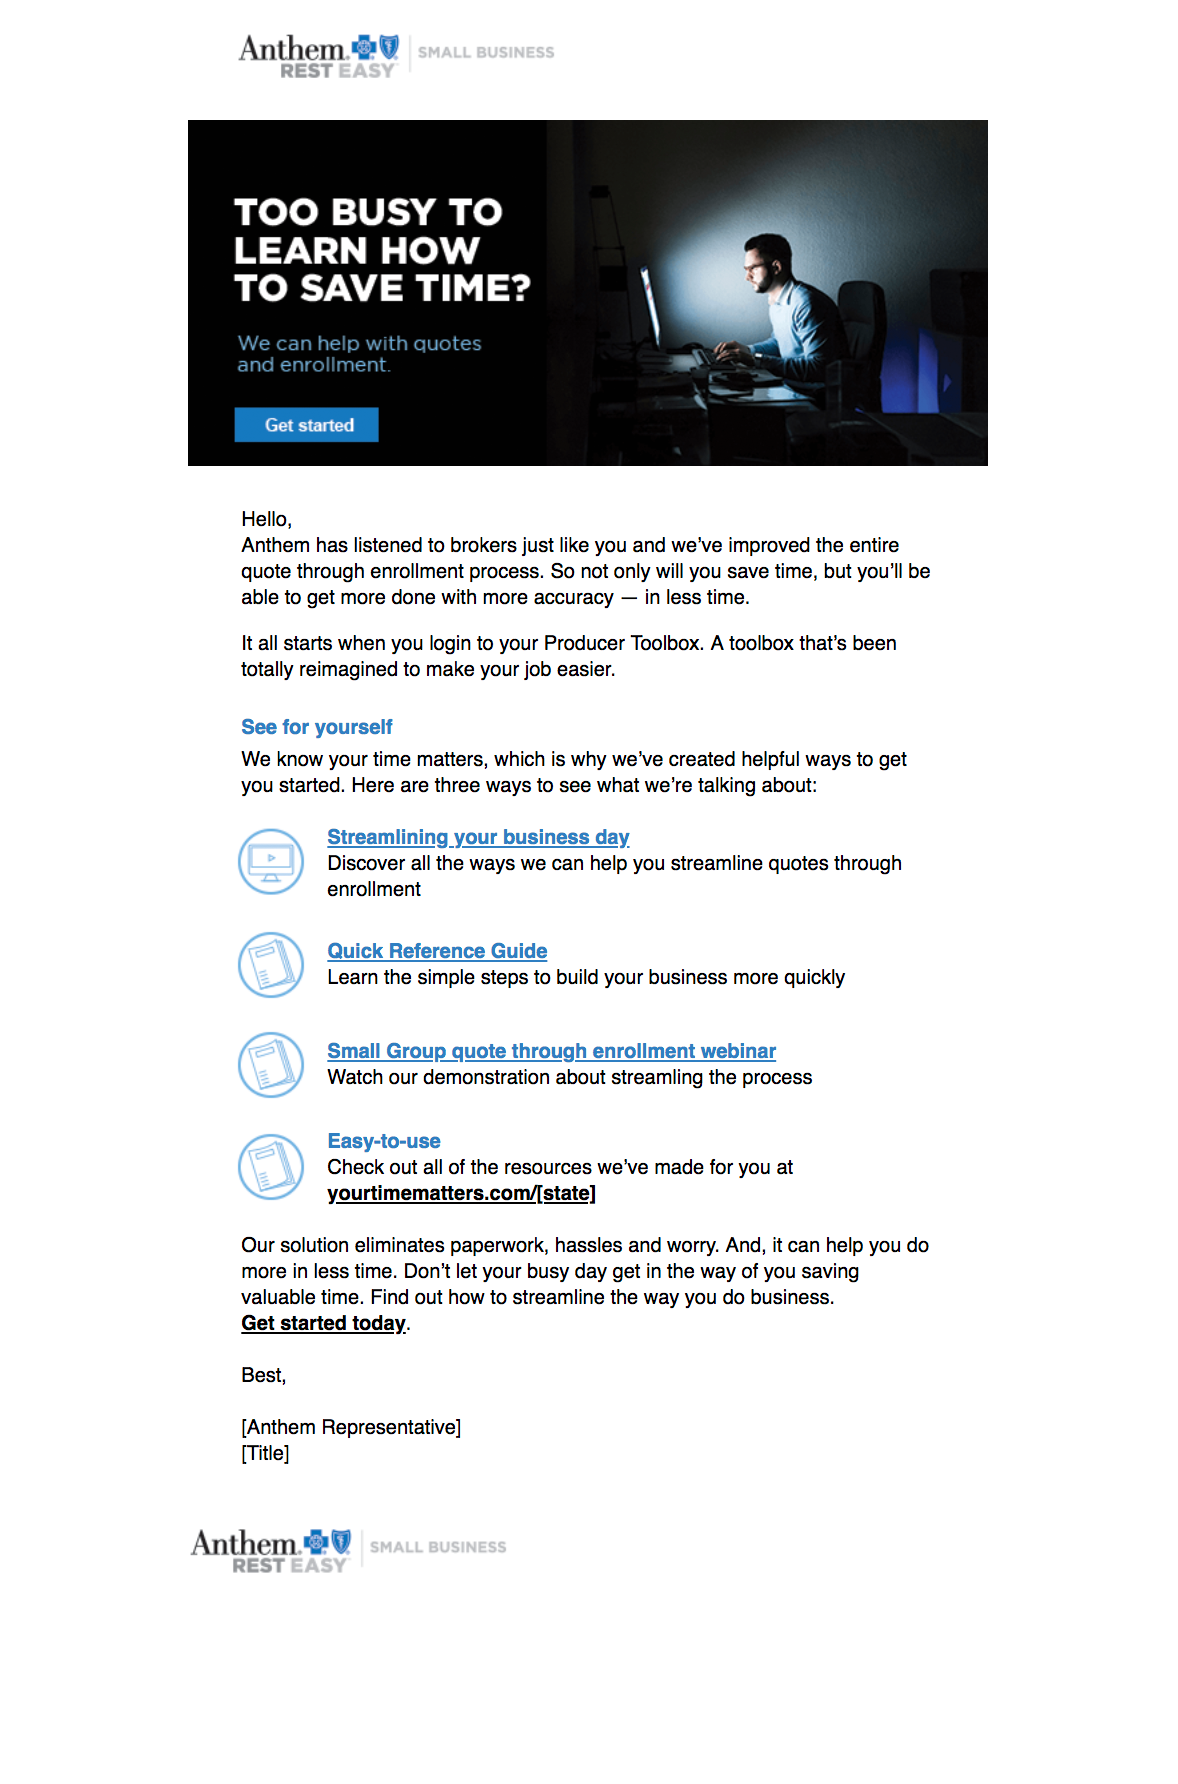 Anthem.
REST EASY
SMALL BUSINESS
TOO BUSY TO
LEARN HOW
TO SAVE TIME?
We can help with quotes
and enrollment.
Get started
Hello,
Anthem has listened to brokers just like you and we’ve improved the entire
quote through enrollment process. So not only will you save time, but you’ll be
able to get more done with more accuracy — in less time.
It all starts when you login to your Producer Toolbox. A toolbox that’s been
totally reimagined to make your job easier.
See for yourself
We know your time matters, which is why we’ve created helpful ways to get
you started. Here are three ways to see what we’re talking about:
Streamlining your business day
Discover all the ways we can help you streamline quotes through
enrollment
Quick Reference Guide
Learn the simple steps to build your business more quickly
Small Group quote through enrollment webinar
Watch our demonstration about streamling the process
Easy-to-use
Check out all of the resources we’ve made for you at
yourtimematters.com/[state]
Our solution eliminates paperwork, hassles and worry. And, it can help you do
more in less time. Don’t let your busy day get in the way of you saving
valuable time. Find out how to streamline the way you do business.
Get started today.
Best,
[Anthem Representative]
[Title]
Anthem.
REST EASY
SMALL BUSINESS